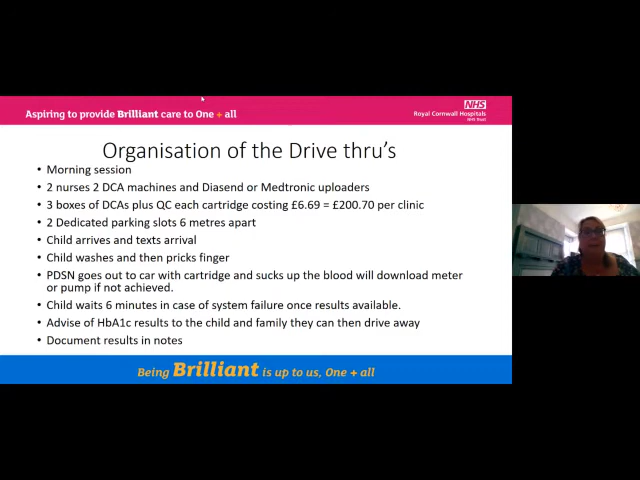 Aspiring to provide Brilliant care to One + all
NHS
Royal Cornwall Hospitals
NHS Trust
Organisation of the Drive thru's
• Morning session
• 2 nurses 2 DCA machines and Diasend or Medtronic uploaders
• 3 boxes of DCAs plus QC each cartridge costing £6.69 = £200.70 per clinic
• 2 Dedicated parking slots 6 metres apart
• Child arrives and texts arrival
• Child washes and then pricks finger
• PDSN goes out to car with cartridge and sucks up the blood will download meter
or pump if not achieved.
• Child waits 6 minutes in case of system failure once results available.
• Advise of HbA1c results to the child and family they can then drive away
• Document results in notes
Being Brilliant is up to us, One + all